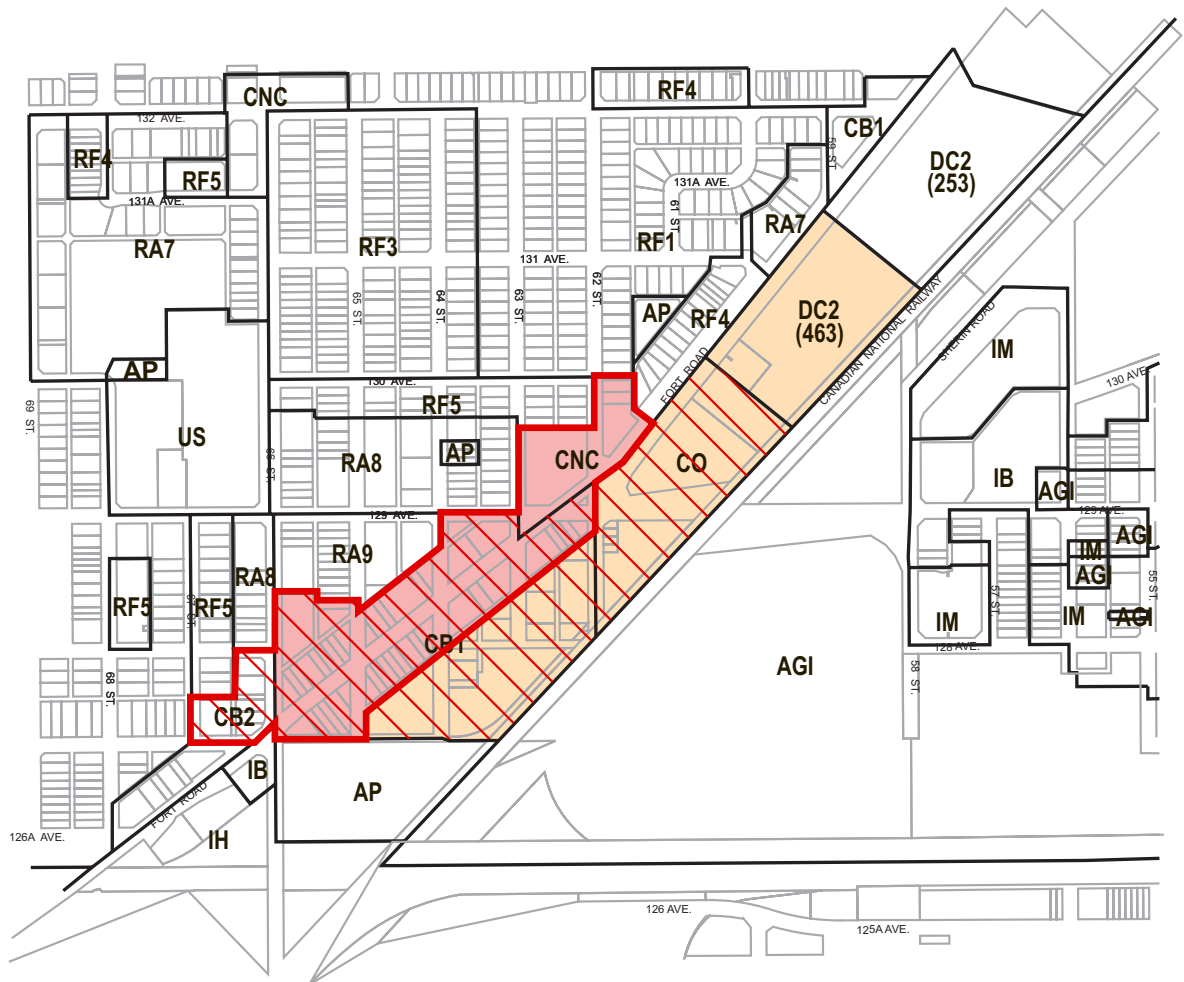 RF4
CNC
132 AVE.
CB1
59 ST
RF4
DC2
(253)
RF5
131A AVE.
131A AVE.
61 ST.
RA7
RF3
RF1
RA7
131 AVE.
62 ST.
65 ST.
64 ST.
63 ST.
AP
RF4
DC2
(463)
CANADIAN NATIONAL RAILWAY
SHERIN ROAD
IM
FORT ROAD
AP
130 AVE.
130 AVE.
69 ST.
RF5
US
66 ST.
RA8
AP
CNC
CO
IB
AGI
129 AVE.
129 AVE.
AGI
RA9
IM
RA8
AGI
RF5
67 ST.
RF5
57 ST.
55 ST.
IM
IM
AGI
CB1
128 AVE.
AGI
58 ST.
68 ST.
CB2
IB
AP
FORT ROAD
126A AVE.
IH
126 AVE.
125A AVE.